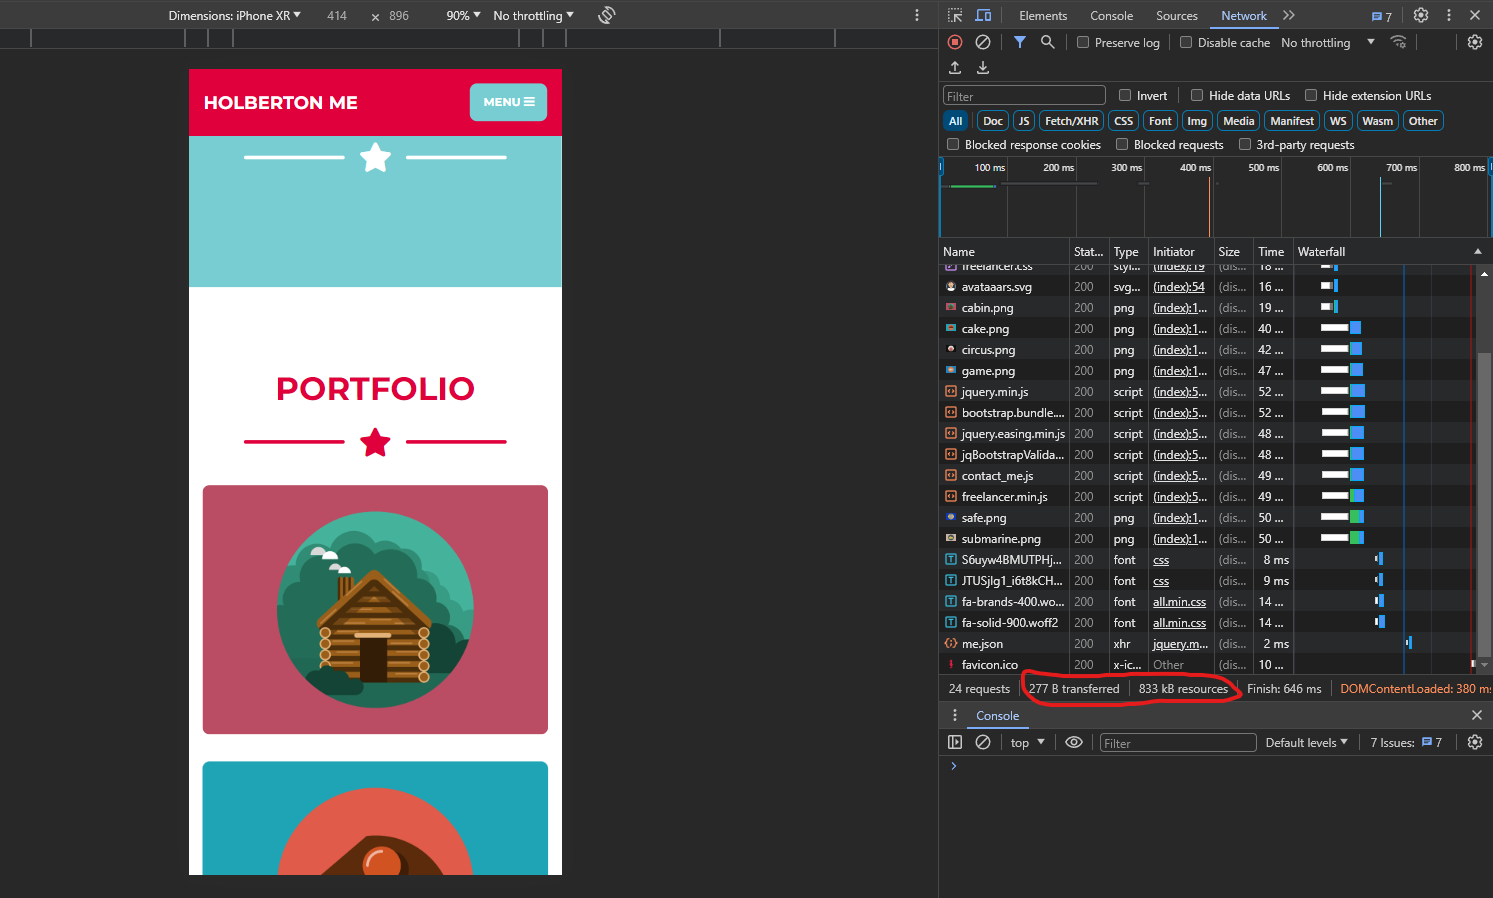 Dimensions: iPhone XR 414 × 896 90% No throttling
Elements Console Sources Network 7
Preserve log Disable cache No throttling
Filter Invert Hide data URLs Hide extension URLs
All Doc JS Fetch/XHR CSS Font Img Media Manifest WS Wasm Other
Blocked response cookies Blocked requests 3rd-party requests
100 ms 200 ms 300 ms 400 ms 500 ms 600 ms 700 ms 800 ms
Name Stat... Type Initiator Size Time Waterfall
freelancer.css 200 styl... (index):19 (dis... 18 ...
avataaars.svg 200 svg... (index):54 (dis... 16 ...
cabin.png 200 png (index):1... (dis... 19 ...
cake.png 200 png (index):1... (dis... 40 ...
circus.png 200 png (index):1... (dis... 42 ...
game.png 200 png (index):1... (dis... 47 ...
jquery.min.js 200 script (index):5... (dis... 52 ...
bootstrap.bundle.... 200 script (index):5... (dis... 52 ...
jquery.easing.min.js 200 script (index):5... (dis... 48 ...
jqBootstrapValida... 200 script (index):5... (dis... 48 ...
contact_me.js 200 script (index):5... (dis... 49 ...
freelancer.min.js 200 script (index):5... (dis... 49 ...
safe.png 200 png (index):1... (dis... 50 ...
submarine.png 200 png (index):1... (dis... 50 ...
S6uyw4BMUTPHj... 200 font css (dis... 8 ms
JTUSjIg1_i6t8kCH... 200 font css (dis... 9 ms
fa-brands-400.wo... 200 font all.min.css (dis... 14 ...
fa-solid-900.woff2 200 font all.min.css (dis... 14 ...
me.json 200 xhr jquery.m... (dis... 2 ms
favicon.ico 200 x-ic... Other (dis... 10 ...
24 requests 277 B transferred 833 kB resources Finish: 646 ms DOMContentLoaded: 380 ms
Console
top Filter Default levels 7 Issues: 7
HOLBERTON ME MENU
PORTFOLIO